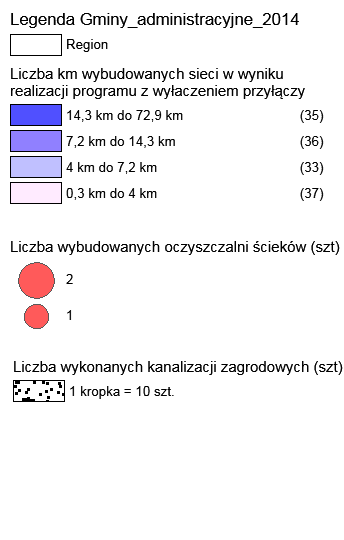 Legenda Gminy_administracyjne_2014
Region
Liczba km wybudowanych sieci w wyniku
realizacji programu z wyłaczeniem przyłączy
14,3 km do 72,9 km (35)
7,2 km do 14,3 km (36)
4 km do 7,2 km (33)
0,3 km do 4 km (37)
Liczba wybudowanych oczyszczalni ścieków (szt)
2
1
Liczba wykonanych kanalizacji zagrodowych (szt)
1 kropka = 10 szt.